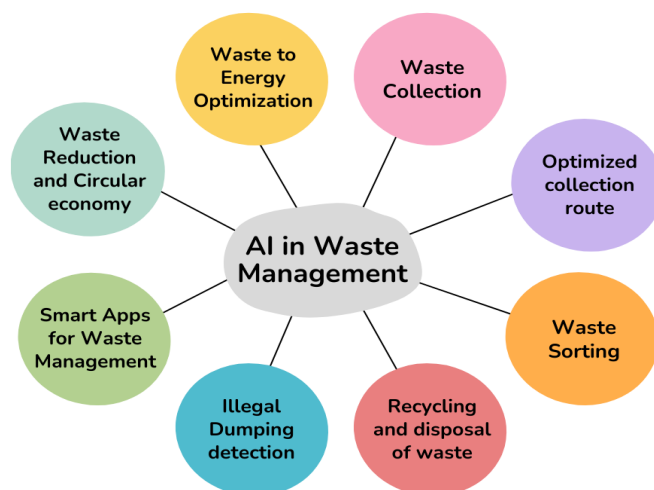 Waste to
Energy
Optimization
Waste
Collection
Waste
Reduction
and Circular
economy
Optimized
collection
route
AI in Waste
Management
Smart Apps
for Waste
Management
Waste
Sorting
Illegal
Dumping
detection
Recycling
and disposal
of waste